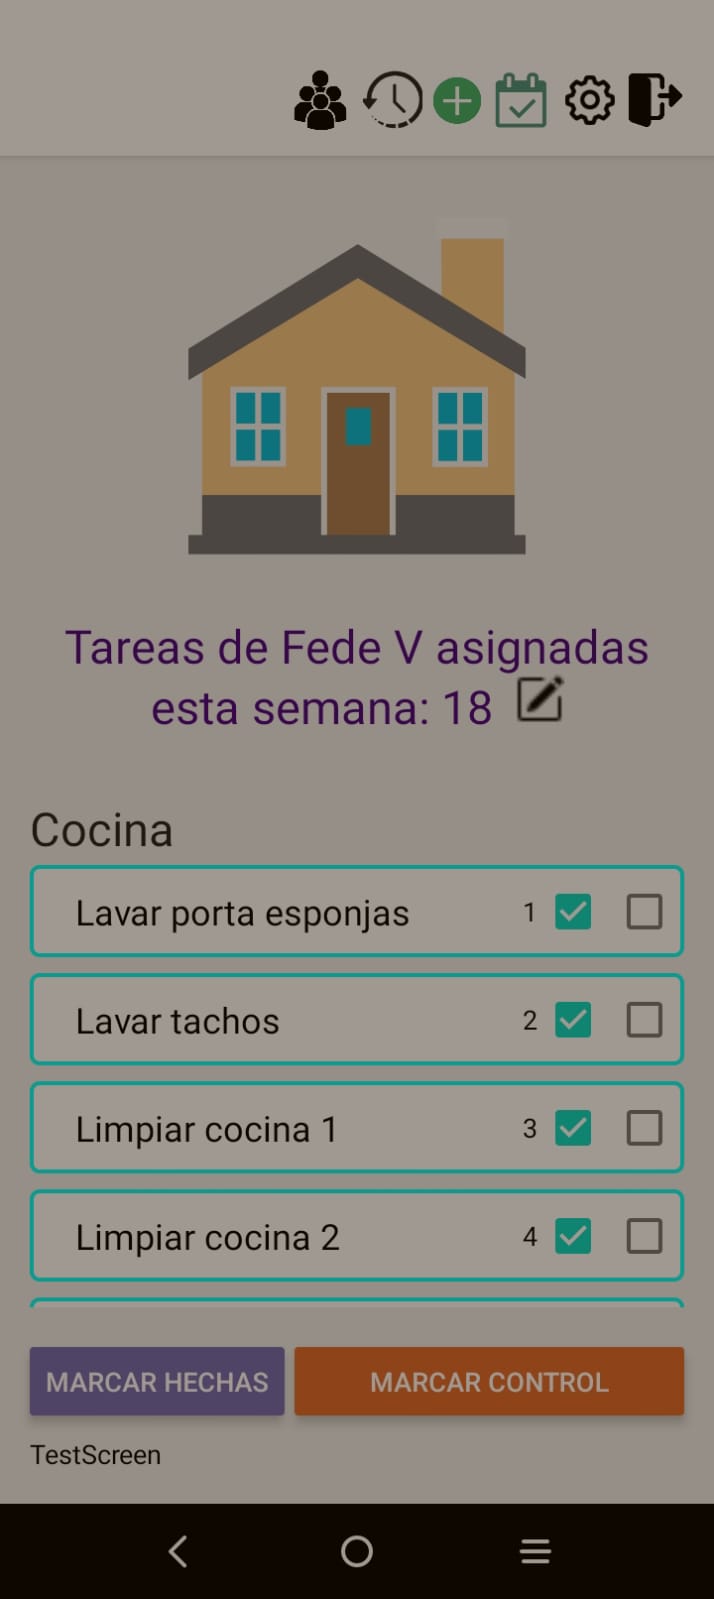 Tareas de Fede V asignadas
esta semana: 18
Cocina
Lavar porta esponjas 1
Lavar tachos 2
Limpiar cocina 1 3
Limpiar cocina 2 4
MARCAR HECHAS MARCAR CONTROL
TestScreen